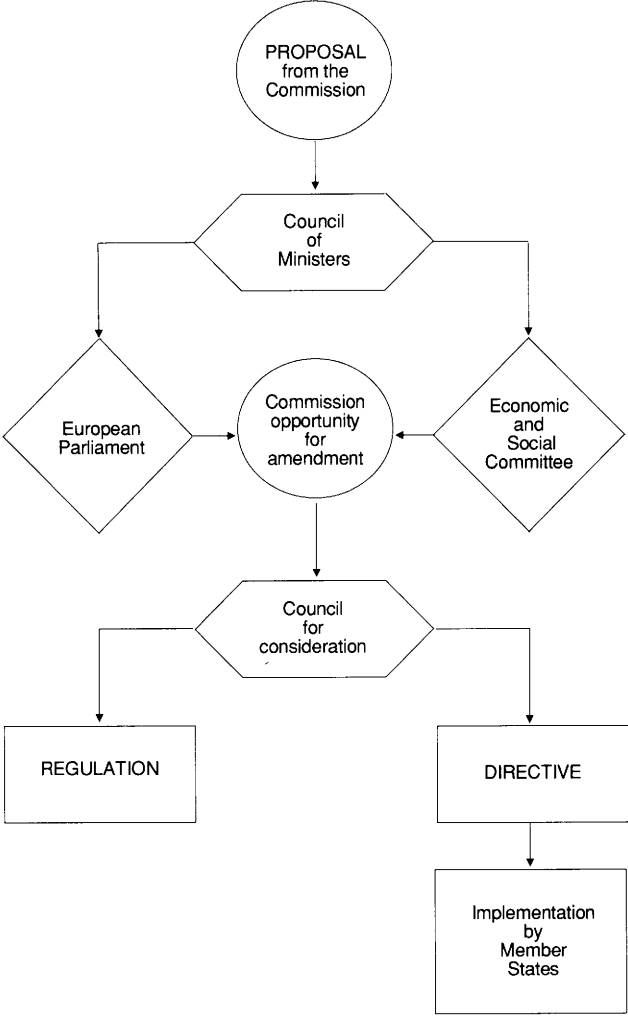 PROPOSAL
from the
Commission
Council
of
Ministers
European
Parliament
Commission
opportunity
for
amendment
Economic
and
Social
Committee
Council
for
consideration
REGULATION
DIRECTIVE
Implementation
by
Member
States